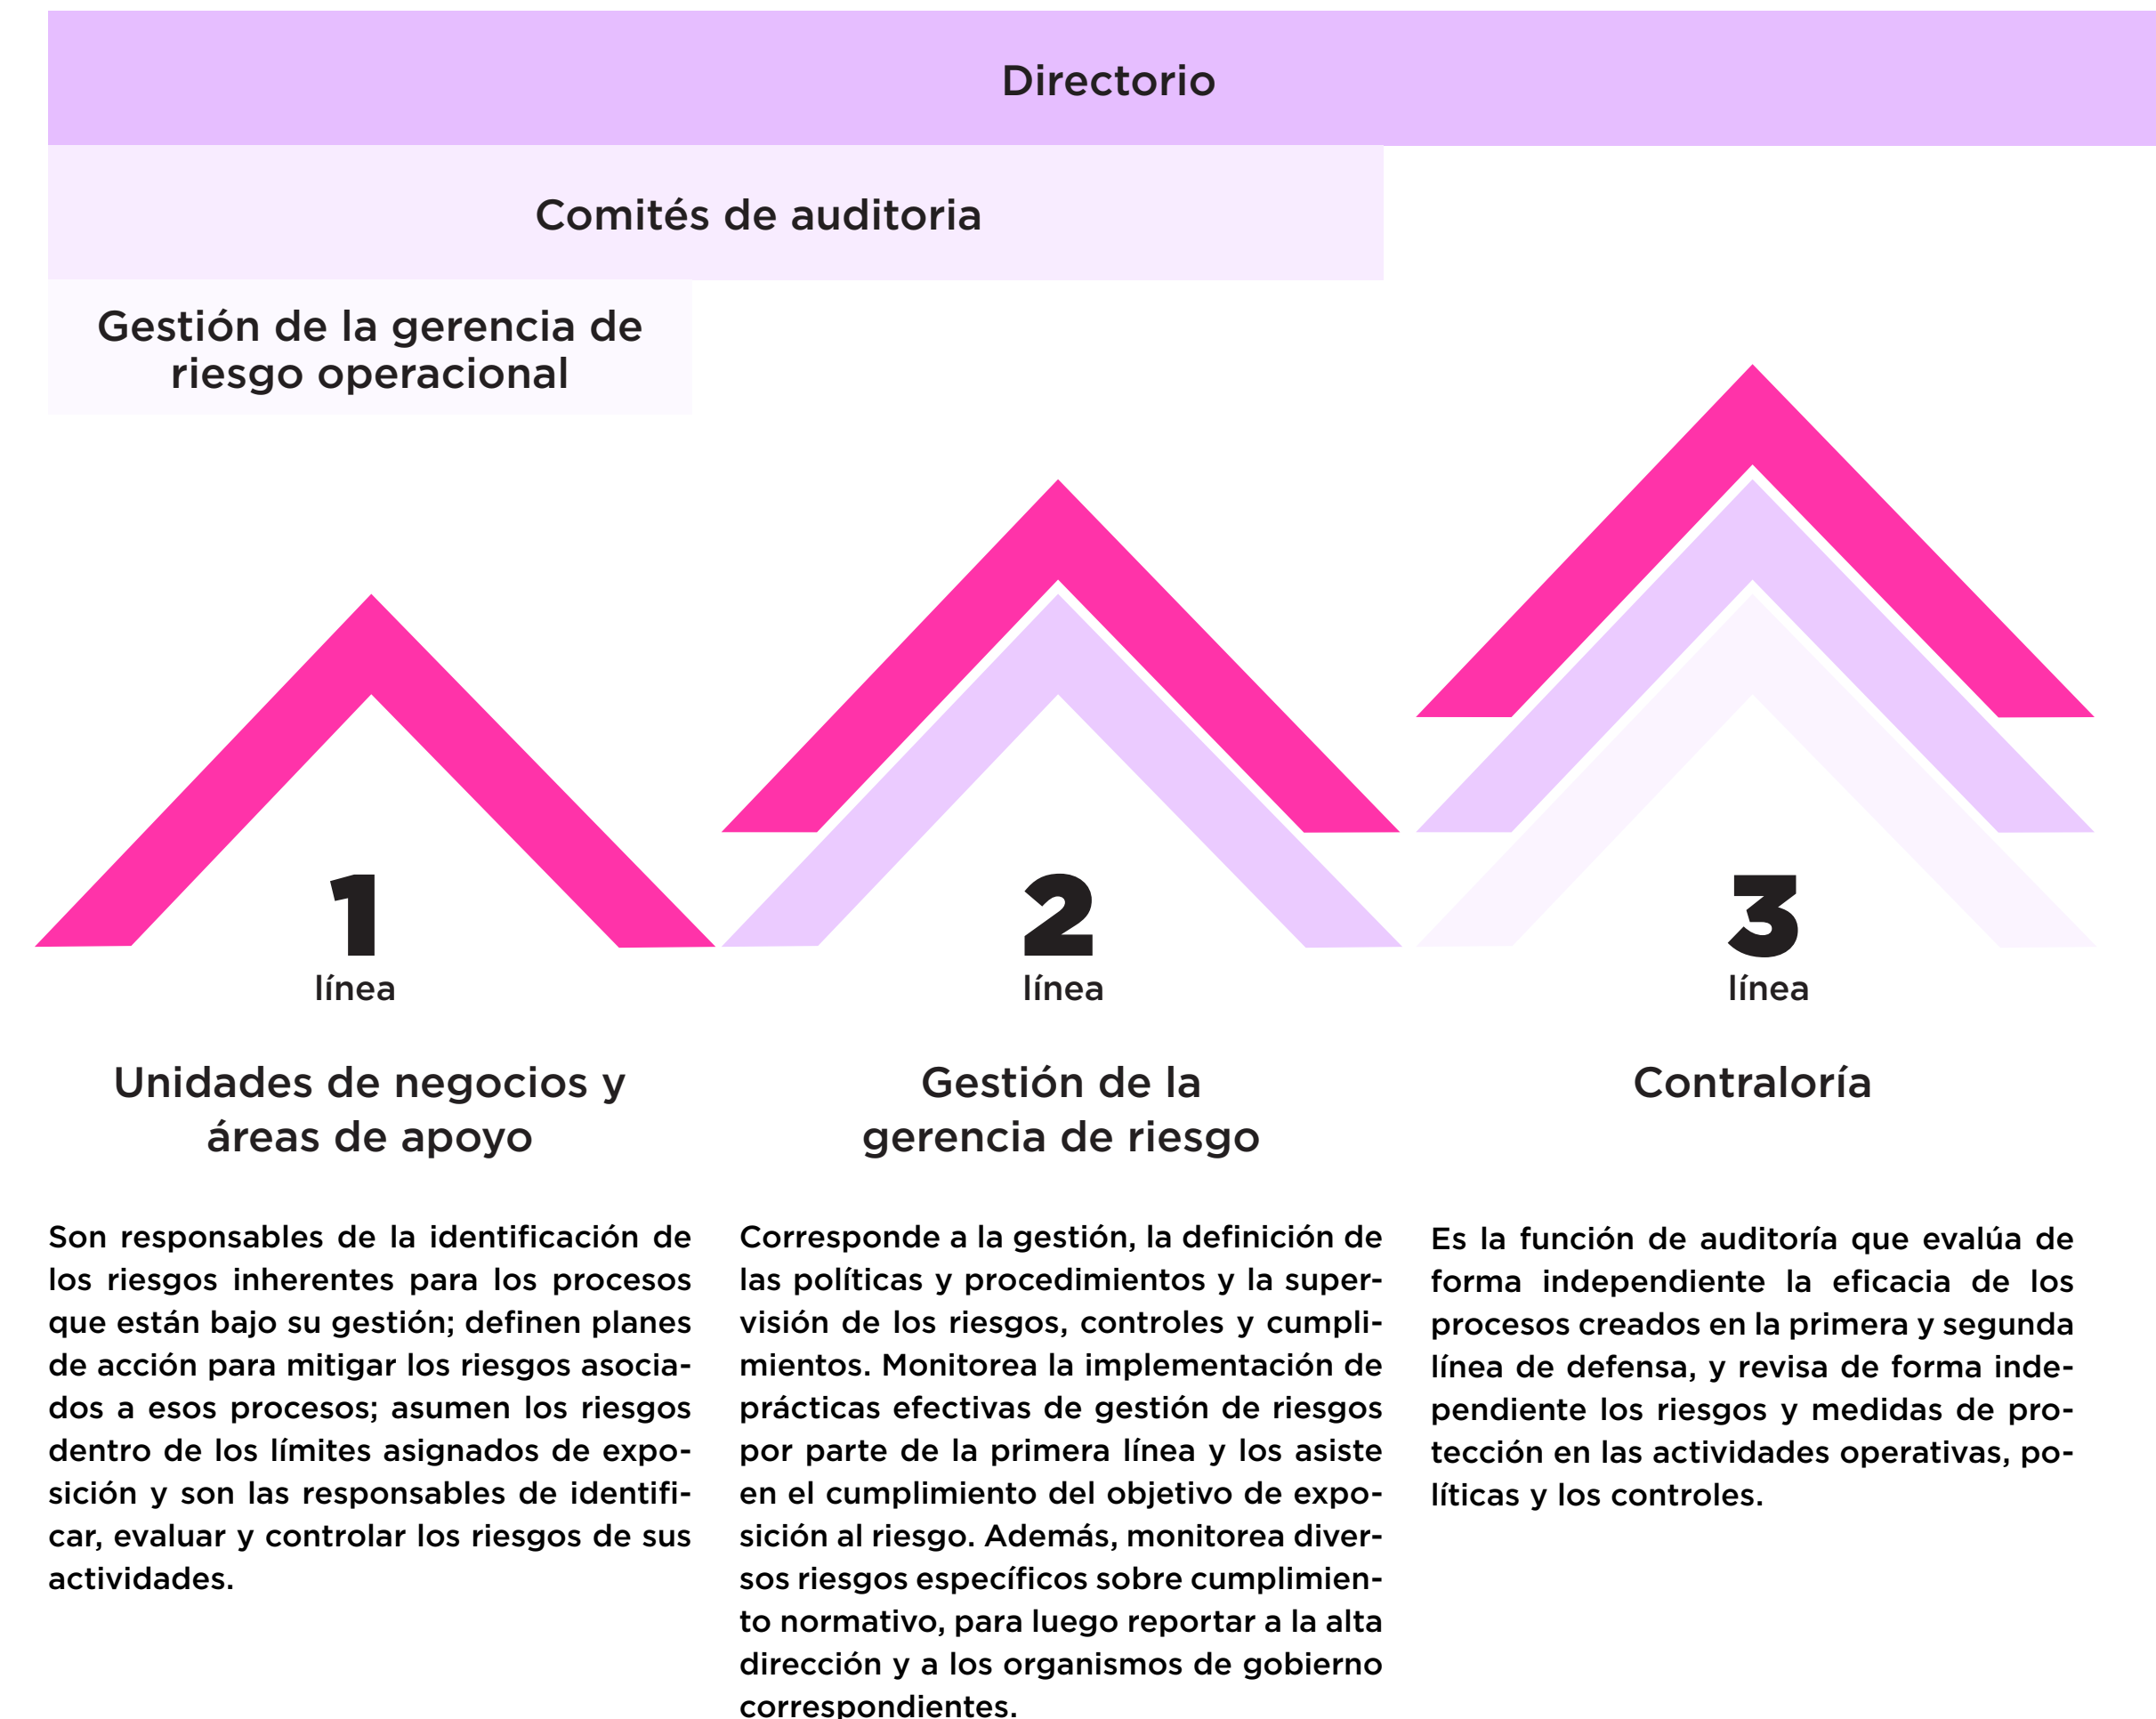 Directorio
Comités de auditoria
Gestión de la gerencia de
riesgo operacional
1
línea
Unidades de negocios y
áreas de apoyo
Son responsables de la identificación de
los riesgos inherentes para los procesos
que están bajo su gestión; definen planes
de acción para mitigar los riesgos asocia-
dos a esos procesos; asumen los riesgos
dentro de los límites asignados de expo-
sición y son las responsables de identifi-
car, evaluar y controlar los riesgos de sus
actividades.
2
línea
Gestión de la
gerencia de riesgo
Corresponde a la gestión, la definición de
las políticas y procedimientos y la super-
visión de los riesgos, controles y cumpli-
mientos. Monitorea la implementación de
prácticas efectivas de gestión de riesgos
por parte de la primera línea y los asiste
en el cumplimiento del objetivo de expo-
sición al riesgo. Además, monitorea diver-
sos riesgos específicos sobre cumplimien-
to normativo, para luego reportar a la alta
dirección y a los organismos de gobierno
correspondientes.
3
línea
Contraloría
Es la función de auditoría que evalúa de
forma independiente la eficacia de los
procesos creados en la primera y segunda
línea de defensa, y revisa de forma inde-
pendiente los riesgos y medidas de pro-
tección en las actividades operativas, po-
líticas y los controles.